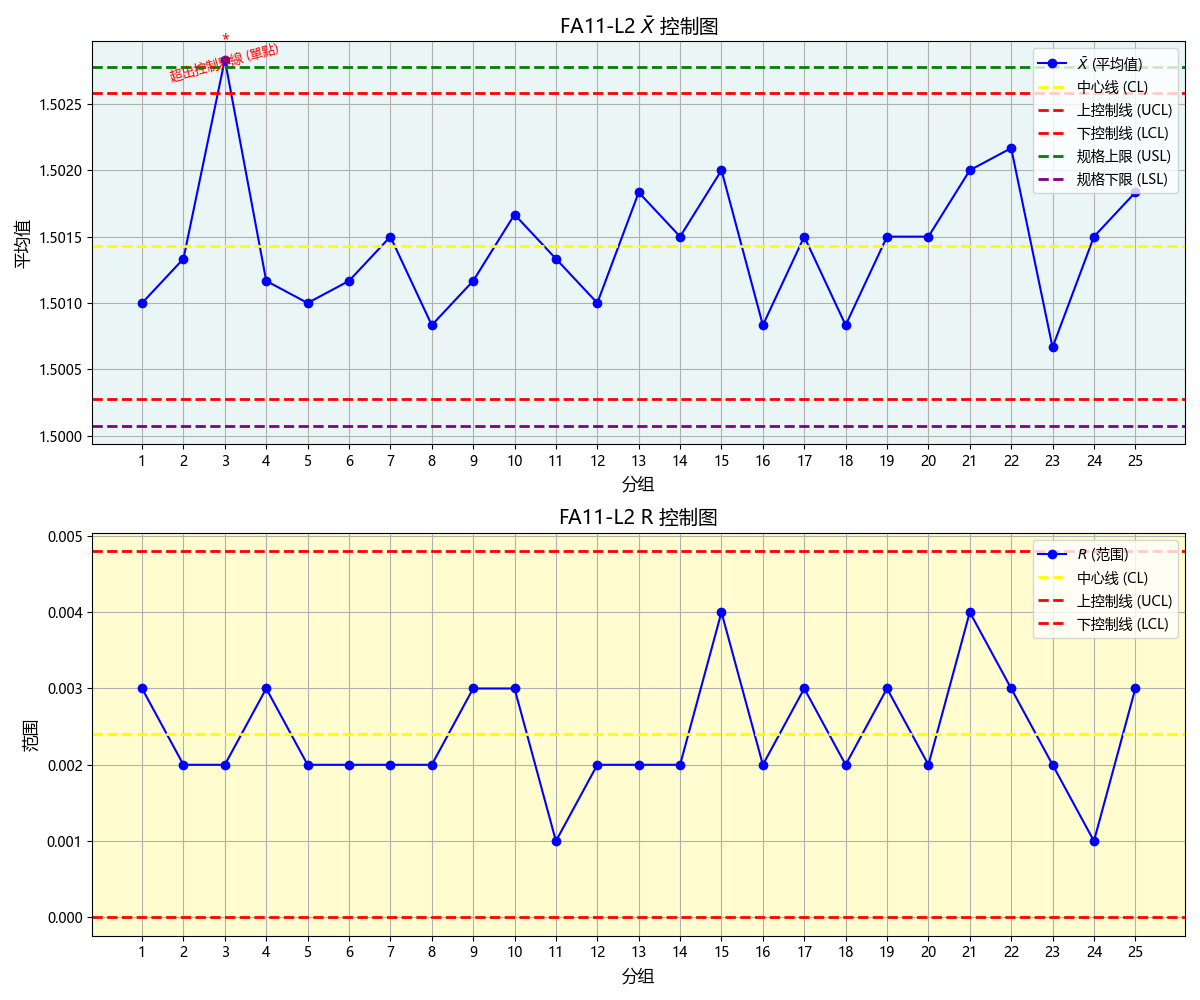 FA11-L2 X̄ 控制图
*
超出控制界線 (單點)
X̄ (平均值)
中心线 (CL)
上控制线 (UCL)
下控制线 (LCL)
规格上限 (USL)
规格下限 (LSL)
平均值
1.5025
1.5020
1.5015
1.5010
1.5005
1.5000
1 2 3 4 5 6 7 8 9 10 11 12 13 14 15 16 17 18 19 20 21 22 23 24 25
分组
FA11-L2 R 控制图
R (范围)
中心线 (CL)
上控制线 (UCL)
下控制线 (LCL)
范围
0.005
0.004
0.003
0.002
0.001
0.000
1 2 3 4 5 6 7 8 9 10 11 12 13 14 15 16 17 18 19 20 21 22 23 24 25
分组